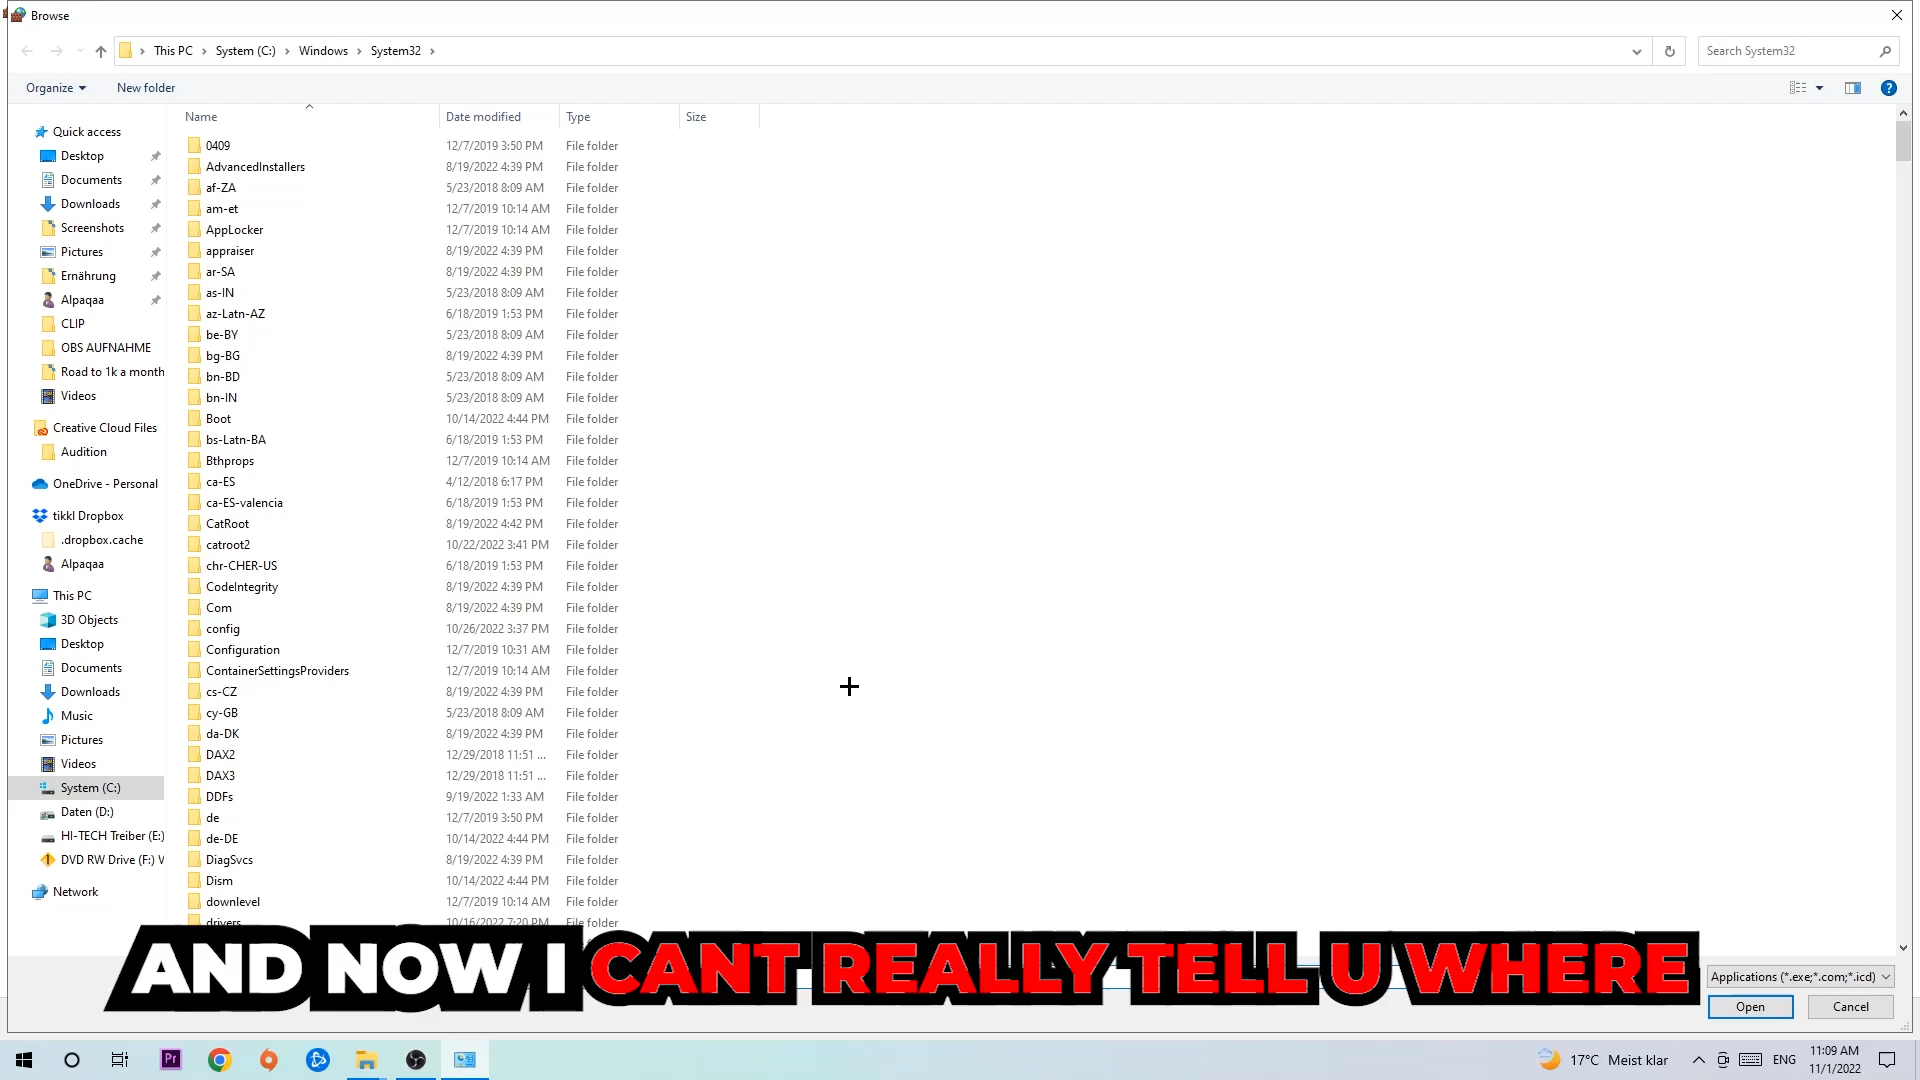 Browse
This PC > System (C:) > Windows > System32 >
Search System32
Organize
New folder
Name Date modified Type Size
Quick access
Desktop
Documents
Downloads
Screenshots
Pictures
Ernährung
Alpaqaa
CLIP
OBS AUFNAHME
Road to 1k a month
Videos
Creative Cloud Files
Audition
OneDrive - Personal
tikkl Dropbox
.dropbox.cache
Alpaqaa
This PC
3D Objects
Desktop
Documents
Downloads
Music
Pictures
Videos
System (C:)
Daten (D:)
HI-TECH Treiber (E:)
DVD RW Drive (F:) V
Network
0409 12/7/2019 3:50 PM File folder
AdvancedInstallers 8/19/2022 4:39 PM File folder
af-ZA 5/23/2018 8:09 AM File folder
am-et 12/7/2019 10:14 AM File folder
AppLocker 12/7/2019 10:14 AM File folder
appraiser 8/19/2022 4:39 PM File folder
ar-SA 8/19/2022 4:39 PM File folder
as-IN 5/23/2018 8:09 AM File folder
az-Latn-AZ 6/18/2019 1:53 PM File folder
be-BY 5/23/2018 8:09 AM File folder
bg-BG 8/19/2022 4:39 PM File folder
bn-BD 5/23/2018 8:09 AM File folder
bn-IN 5/23/2018 8:09 AM File folder
Boot 10/14/2022 4:44 PM File folder
bs-Latn-BA 6/18/2019 1:53 PM File folder
Bthprops 12/7/2019 10:14 AM File folder
ca-ES 4/12/2018 6:17 PM File folder
ca-ES-valencia 6/18/2019 1:53 PM File folder
CatRoot 8/19/2022 4:42 PM File folder
catroot2 10/22/2022 3:41 PM File folder
chr-CHER-US 6/18/2019 1:53 PM File folder
CodeIntegrity 8/19/2022 4:39 PM File folder
Com 8/19/2022 4:39 PM File folder
config 10/26/2022 3:37 PM File folder
Configuration 12/7/2019 10:31 AM File folder
ContainerSettingsProviders 12/7/2019 10:14 AM File folder
cs-CZ 8/19/2022 4:39 PM File folder
cy-GB 5/23/2018 8:09 AM File folder
da-DK 8/19/2022 4:39 PM File folder
DAX2 12/29/2018 11:51 ... File folder
DAX3 12/29/2018 11:51 ... File folder
DDFs 9/19/2022 1:33 AM File folder
de 12/7/2019 3:50 PM File folder
de-DE 10/14/2022 4:44 PM File folder
DiagSvcs 8/19/2022 4:39 PM File folder
Dism 10/14/2022 4:44 PM File folder
downlevel 12/7/2019 10:14 AM File folder
drivers 10/16/2022 7:20 PM File folder
AND NOW I CANT REALLY TELL U WHERE
Applications (*.exe;*.com;*.icd)
Open
Cancel
Pr
17°C Meist klar
ENG
11:09 AM
11/1/2022